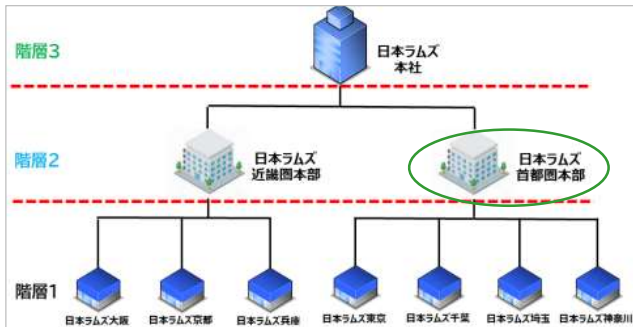 階層3
日本ラムズ
本社
階層2
日本ラムズ
近畿圏本部
日本ラムズ
首都圏本部
階層1
日本ラムズ大阪
日本ラムズ京都
日本ラムズ兵庫
日本ラムズ東京
日本ラムズ千葉
日本ラムズ埼玉
日本ラムズ神奈川